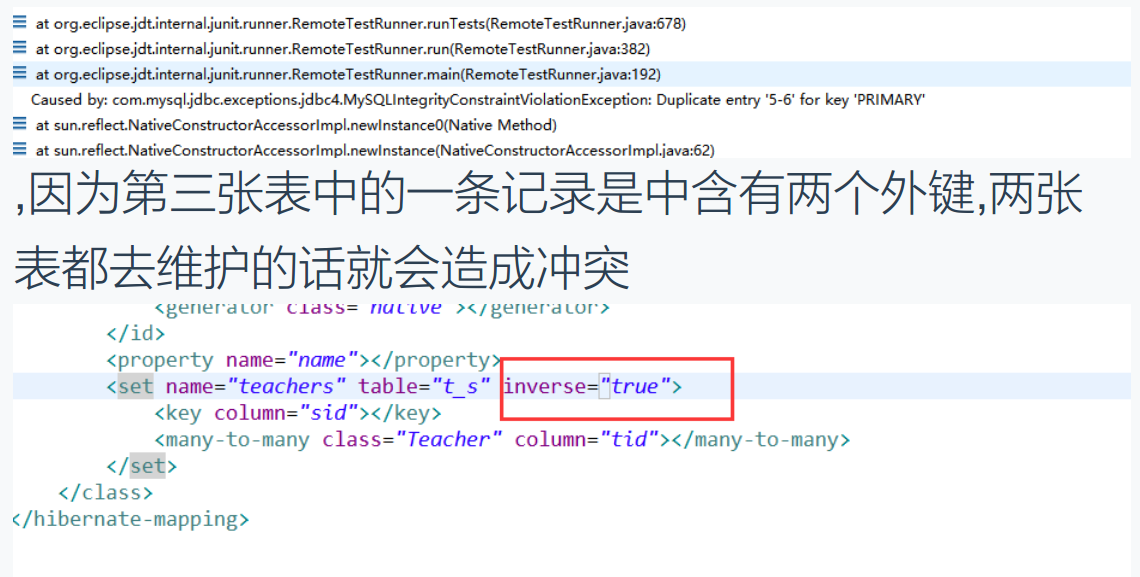 at org.eclipse.jdt.internal.junit.runner.RemoteTestRunner.runTests(RemoteTestRunner.java:678)
at org.eclipse.jdt.internal.junit.runner.RemoteTestRunner.run(RemoteTestRunner.java:382)
at org.eclipse.jdt.internal.junit.runner.RemoteTestRunner.main(RemoteTestRunner.java:192)
Caused by: com.mysql.jdbc.exceptions.jdbc4.MySQLIntegrityConstraintViolationException: Duplicate entry '5-6' for key 'PRIMARY'
at sun.reflect.NativeConstructorAccessorImpl.newInstance0(Native Method)
at sun.reflect.NativeConstructorAccessorImpl.newInstance(NativeConstructorAccessorImpl.java:62)
,因为第三张表中的一条记录是中含有两个外键,两张
表都去维护的话就会造成冲突
<generator class="native"></generator>
</id>
<property name="name"></property>
<set name="teachers" table="t_s" inverse="true">
<key column="sid"></key>
<many-to-many class="Teacher" column="tid"></many-to-many>
</set>
</class>
</hibernate-mapping>